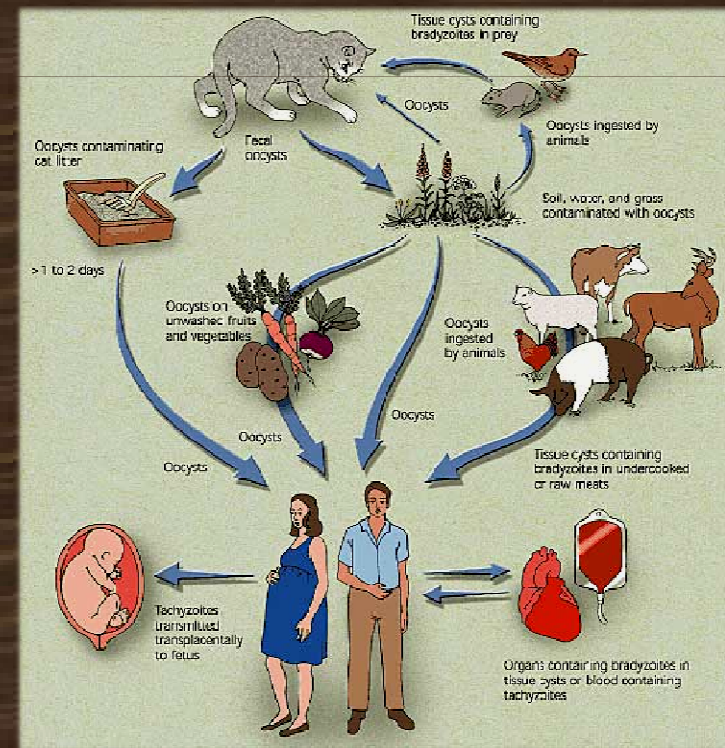 Tissue cysts containing
bradyzoites in prey
Oocysts
Oocysts ingested by
animals
Oocysts contaminating
cat litter
Fecal
oocysts
Soil, water, and grass
contaminated with oocysts
>1 to 2 days
Oocysts on
unwashed fruits
and vegetables
Oocysts
ingested
by animals
Oocysts
Oocysts
Oocysts
Tissue cysts containing
bradyzoites in undercooked
or raw meats
Tachyzoites
transmitted
transplacentally
to fetus
Organs containing bradyzoites in
tissue cysts or blood containing
tachyzoites